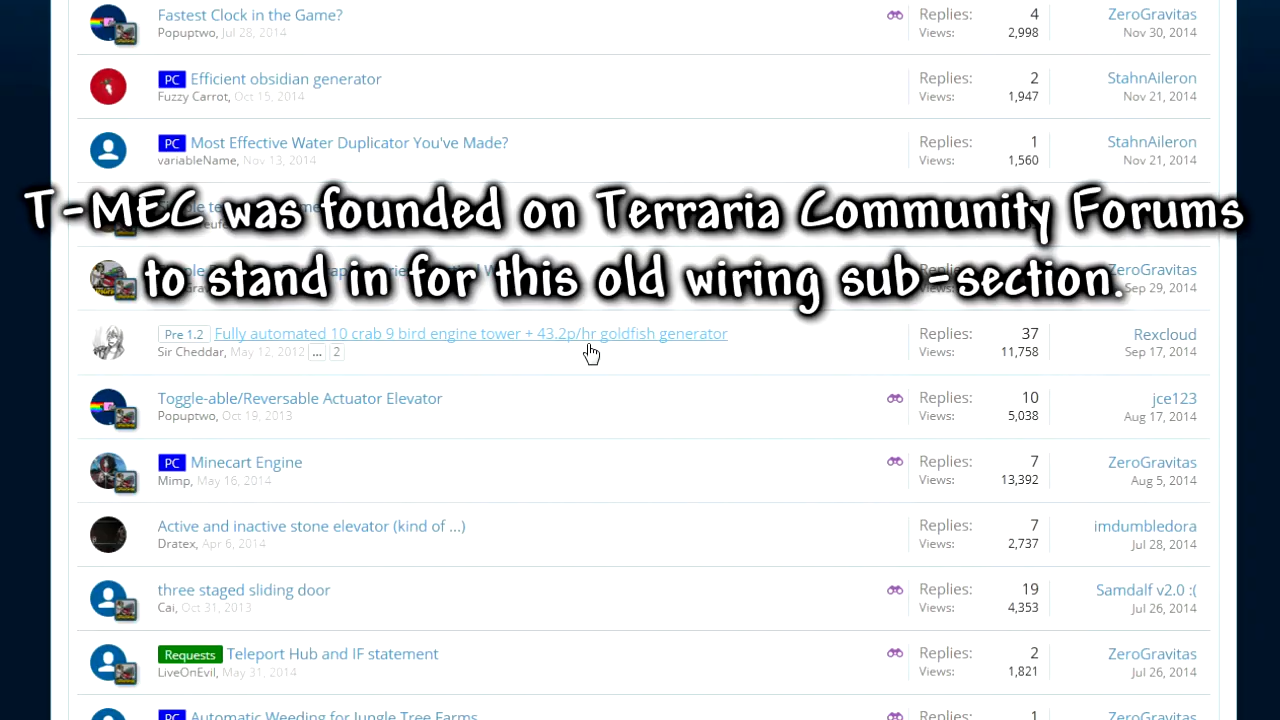 Fastest Clock in the Game?
Popuptwo, Jul 28, 2014
Replies: 4
Views: 2,998
ZeroGravitas
Nov 30, 2014
PC Efficient obsidian generator
Fuzzy Carrot, Oct 15, 2014
Replies: 2
Views: 1,947
StahnAileron
Nov 21, 2014
PC Most Effective Water Duplicator You've Made?
variableName, Nov 13, 2014
Replies: 1
Views: 1,560
StahnAileron
Nov 21, 2014
T-MEC was founded on Terraria Community Forums
to stand in for this old wiring sub section.
ZeroGravitas
Sep 29, 2014
Pre 1.2 Fully automated 10 crab 9 bird engine tower + 43.2p/hr goldfish generator
Sir Cheddar, May 12, 2012 ... 2
Replies: 37
Views: 11,758
Rexcloud
Sep 17, 2014
Toggle-able/Reversable Actuator Elevator
Popuptwo, Oct 19, 2013
Replies: 10
Views: 5,038
jce123
Aug 17, 2014
PC Minecart Engine
Mimp, May 16, 2014
Replies: 7
Views: 13,392
ZeroGravitas
Aug 5, 2014
Active and inactive stone elevator (kind of ...)
Dratex, Apr 6, 2014
Replies: 7
Views: 2,737
imdumbledora
Jul 28, 2014
three staged sliding door
Cai, Oct 31, 2013
Replies: 19
Views: 4,353
Samdalf v2.0 :(
Jul 26, 2014
Requests Teleport Hub and IF statement
LiveOnEvil, May 31, 2014
Replies: 2
Views: 1,821
ZeroGravitas
Jul 26, 2014
PC Automatic Weeding for Jungle Tree Farms
Replies: 1
ZeroGravitas